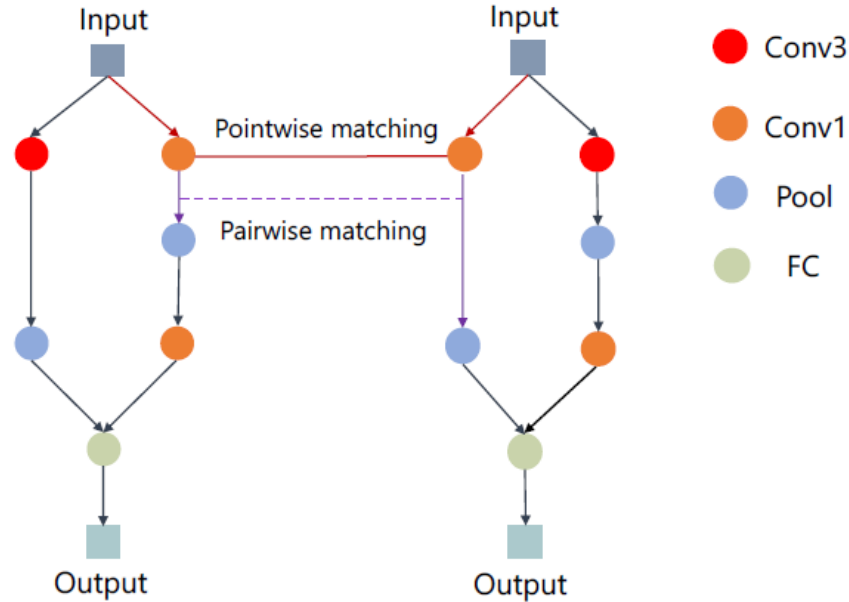 Input
Input
Conv3
Pointwise matching
Conv1
Pool
Pairwise matching
FC
Output
Output